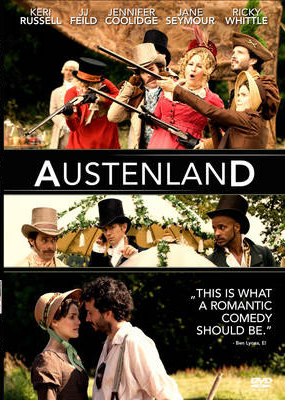 KERI RUSSELL
JJ FEILD
JENNIFER COOLIDGE
JANE SEYMOUR
RICKY WHITTLE
AUSTENLAND
„THIS IS WHAT
A ROMANTIC
COMEDY
SHOULD BE.”
- Ben Lyons, E!
DVD